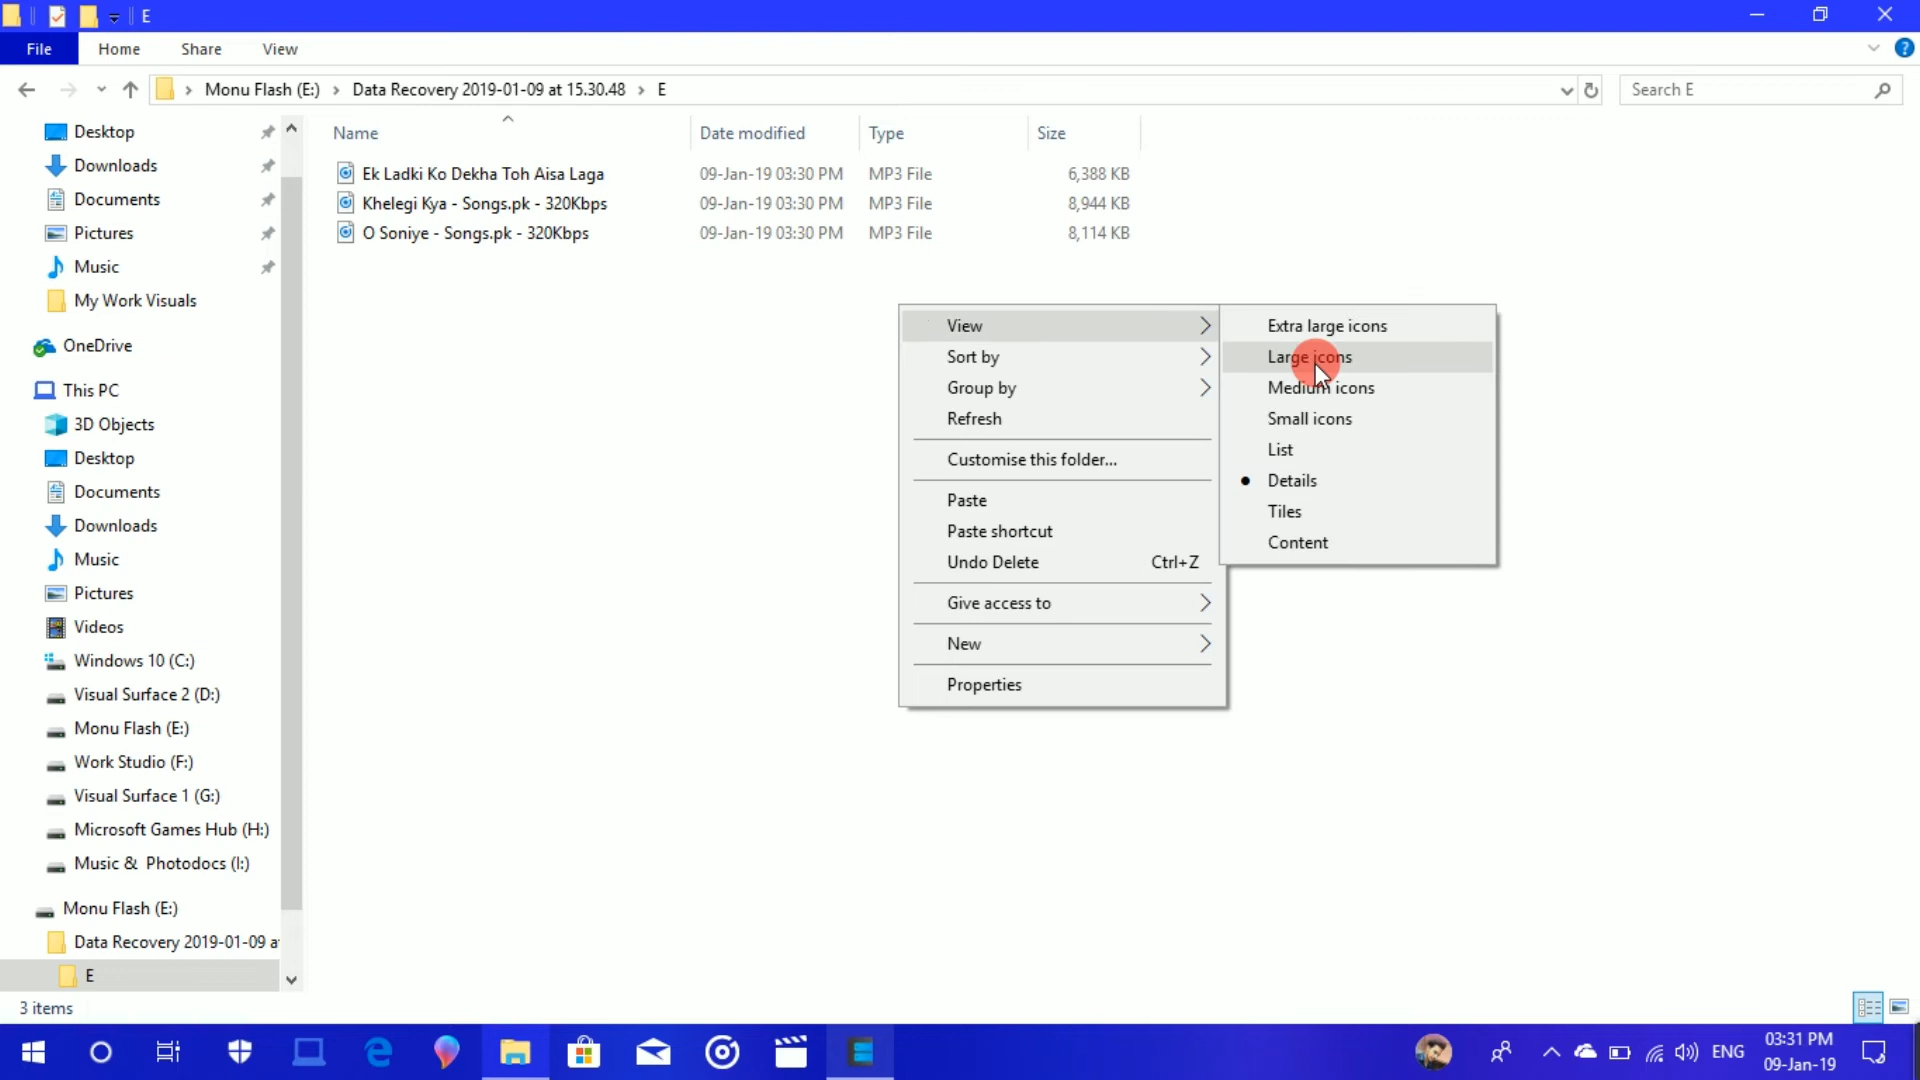 E
File Home Share View
Monu Flash (E:) Data Recovery 2019-01-09 at 15.30.48 E
Search E
Name Date modified Type Size
Ek Ladki Ko Dekha Toh Aisa Laga 09-Jan-19 03:30 PM MP3 File 6,388 KB
Khelegi Kya - Songs.pk - 320Kbps 09-Jan-19 03:30 PM MP3 File 8,944 KB
O Soniye - Songs.pk - 320Kbps 09-Jan-19 03:30 PM MP3 File 8,114 KB
Desktop
Downloads
Documents
Pictures
Music
My Work Visuals
OneDrive
This PC
3D Objects
Desktop
Documents
Downloads
Music
Pictures
Videos
Windows 10 (C:)
Visual Surface 2 (D:)
Monu Flash (E:)
Work Studio (F:)
Visual Surface 1 (G:)
Microsoft Games Hub (H:)
Music & Photodocs (I:)
Monu Flash (E:)
Data Recovery 2019-01-09 a
E
View
Sort by
Group by
Refresh
Customise this folder...
Paste
Paste shortcut
Undo Delete Ctrl+Z
Give access to
New
Properties
Extra large icons
Large icons
Medium icons
Small icons
List
Details
Tiles
Content
3 items
ENG
03:31 PM
09-Jan-19